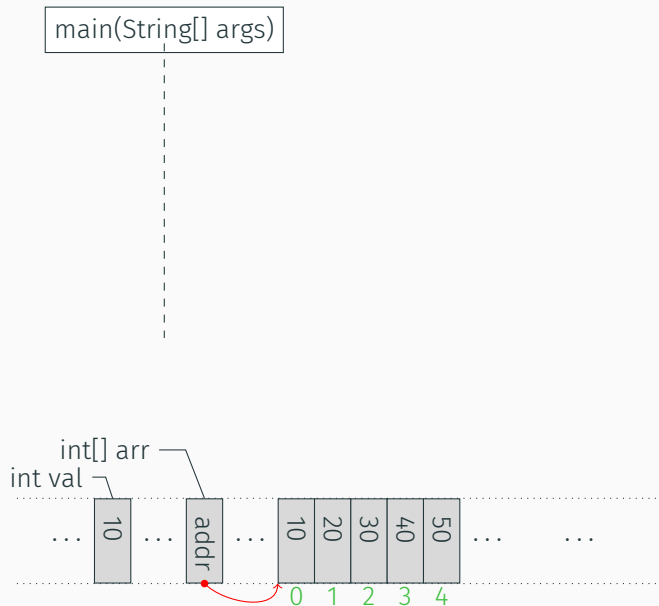 main(String[] args)
int[] arr
int val
... 10 ... addr ... 10 20 30 40 50 ... ...
0 1 2 3 4